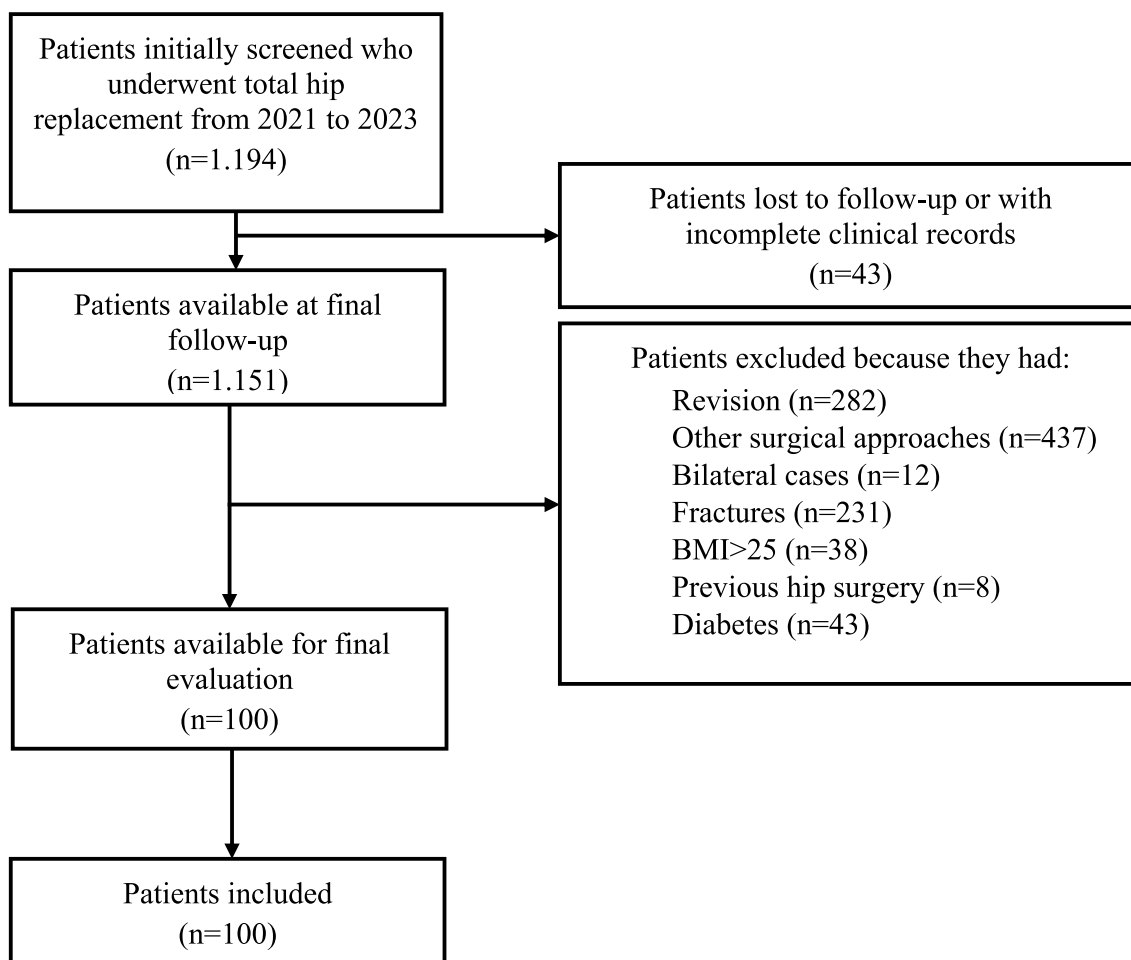 Patients initially screened who
underwent total hip
replacement from 2021 to 2023
(n=1.194)
Patients lost to follow-up or with
incomplete clinical records
(n=43)
Patients available at final
follow-up
(n=1.151)
Patients excluded because they had:
Revision (n=282)
Other surgical approaches (n=437)
Bilateral cases (n=12)
Fractures (n=231)
BMI>25 (n=38)
Previous hip surgery (n=8)
Diabetes (n=43)
Patients available for final
evaluation
(n=100)
Patients included
(n=100)